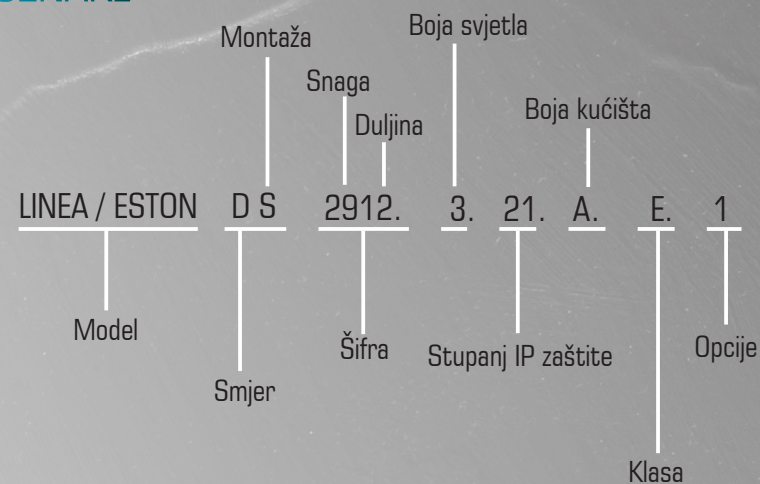 Montaža
Boja svjetla
Snaga
Duljina
Boja kućišta
LINEA / ESTON D S 2912. 3. 21. A. E. 1
Model
Smjer
Šifra
Stupanj IP zaštite
Opcije
Klasa